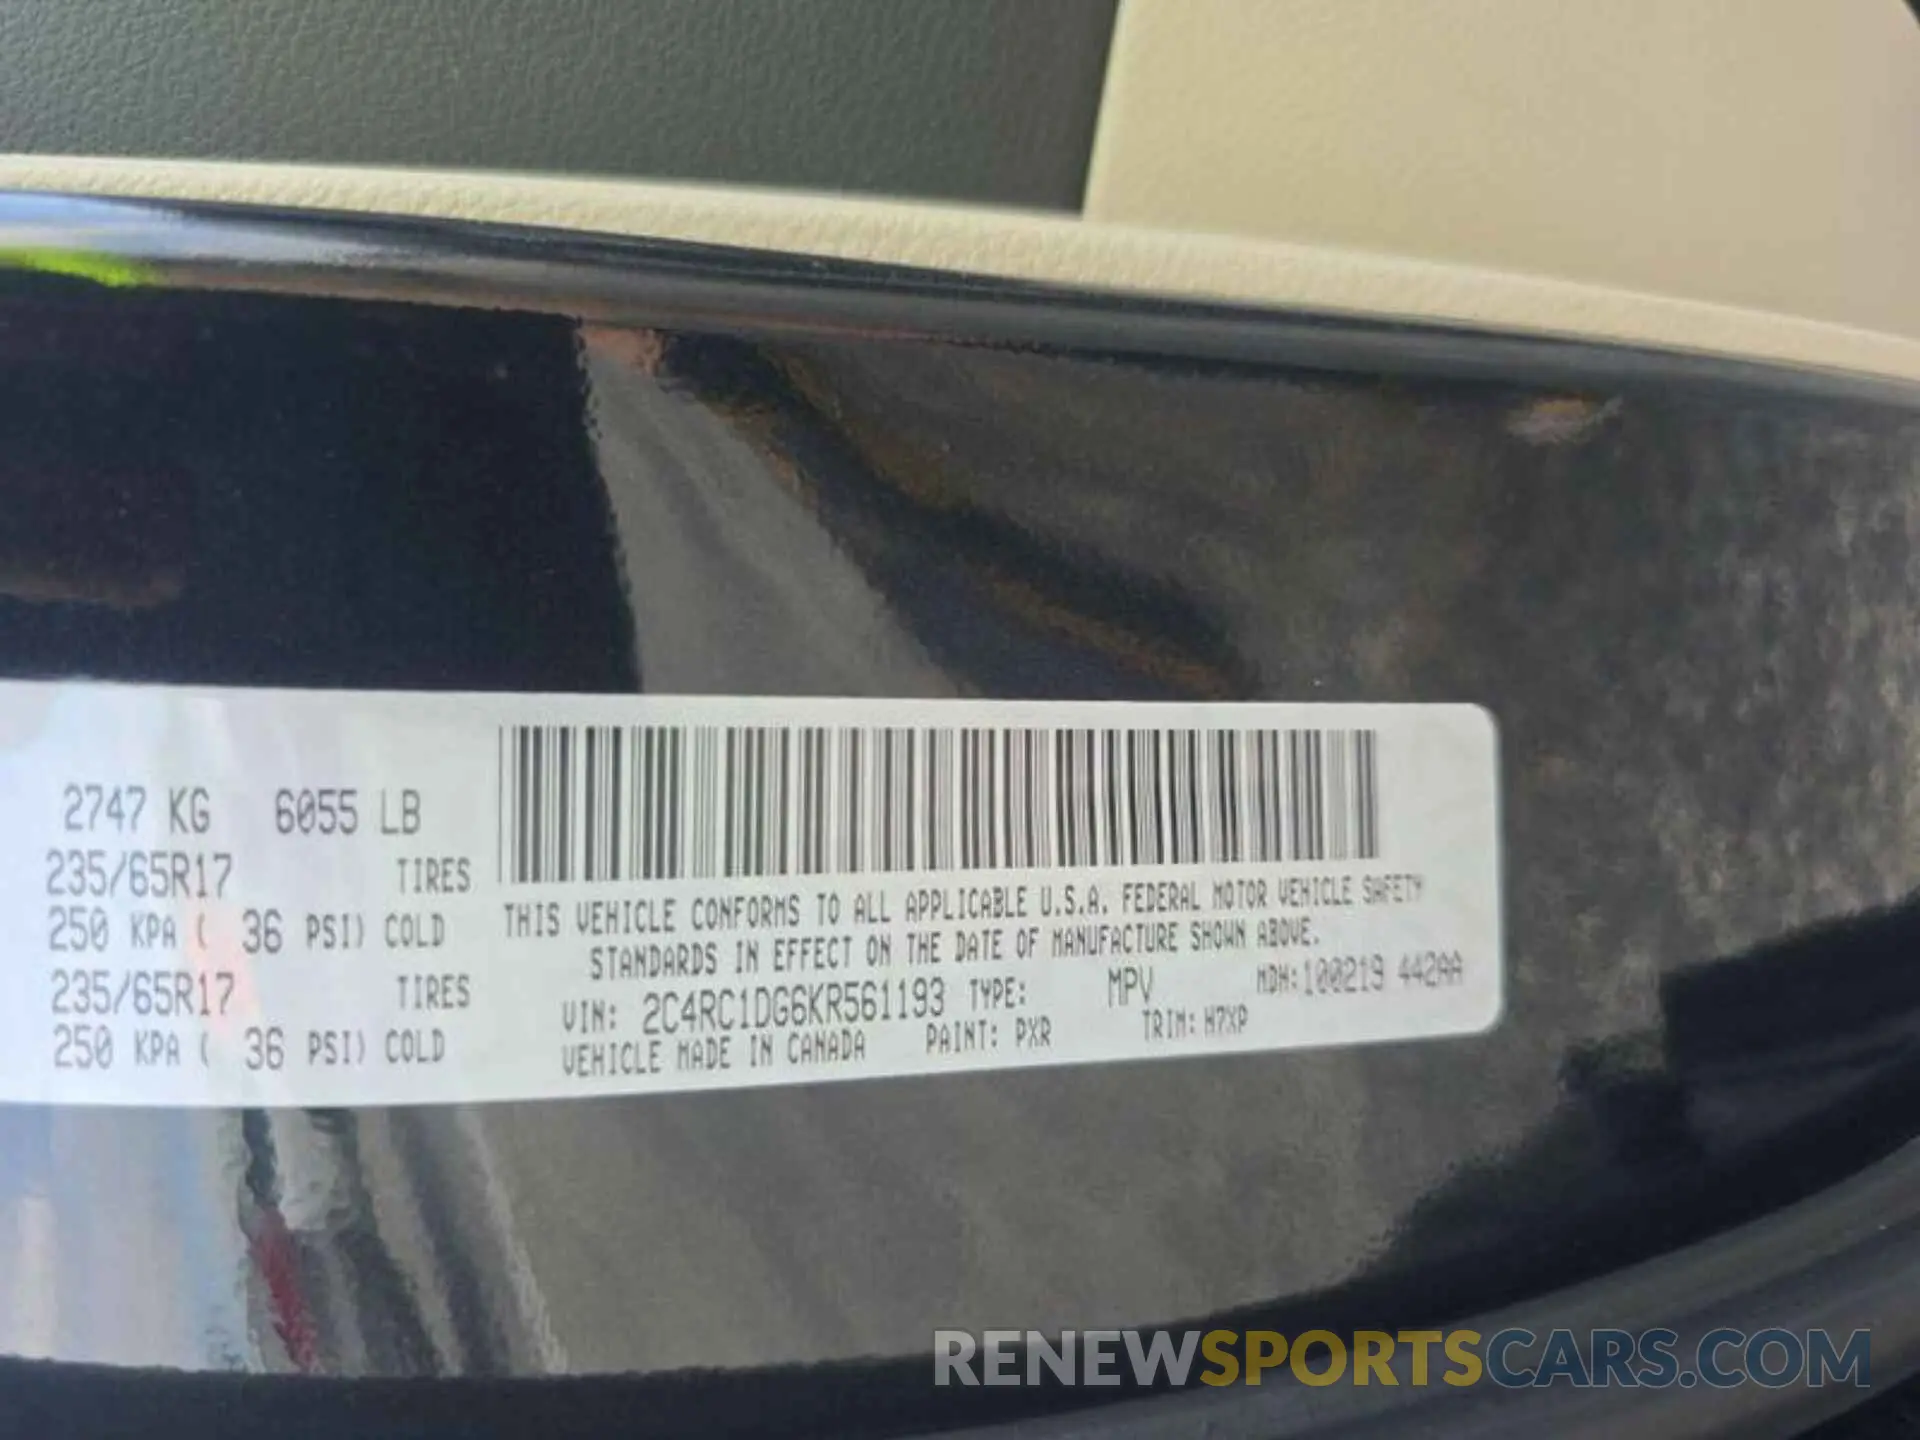 2747 KG 6055 LB
235/65R17 TIRES
250 KPA ( 36 PSI) COLD
235/65R17 TIRES
250 KPA ( 36 PSI) COLD
THIS VEHICLE CONFORMS TO ALL APPLICABLE U.S.A. FEDERAL MOTOR VEHICLE SAFETY
STANDARDS IN EFFECT ON THE DATE OF MANUFACTURE SHOWN ABOVE.
VIN: 2C4RC1DG6KR561193 TYPE: MPV MDH:100219 442AA
VEHICLE MADE IN CANADA PAINT: PXR TRIM: H7XP
RENEWSPORTSCARS.COM